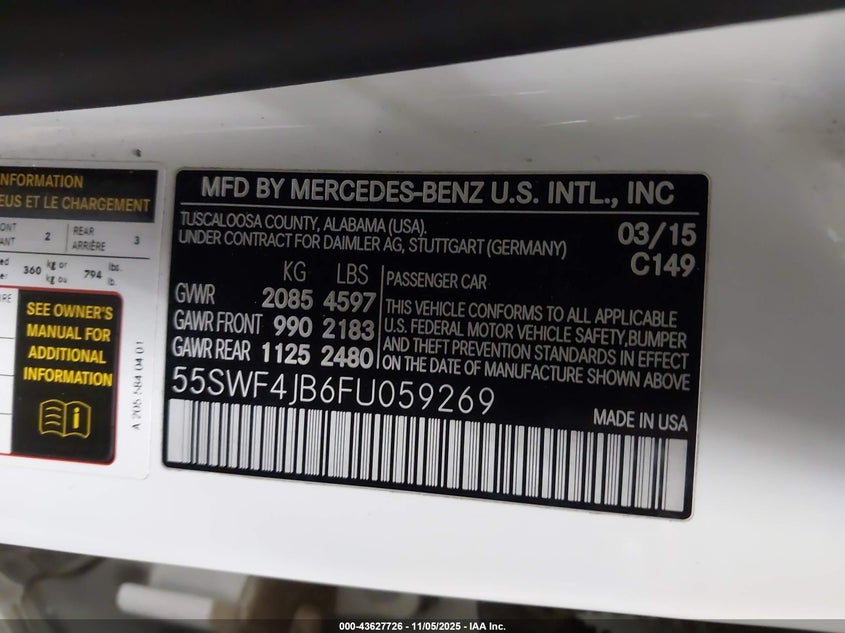 NFORMATION
EUS ET LE CHARGEMENT
2
REAR
ARRIÈRE
3
360
kg or
kg ou
794
lbs.
lb.
SEE OWNER'S
MANUAL FOR
ADDITIONAL
INFORMATION
A 205 584 04 01
MFD BY MERCEDES-BENZ U.S. INTL., INC
TUSCALOOSA COUNTY, ALABAMA (USA).
UNDER CONTRACT FOR DAIMLER AG, STUTTGART (GERMANY)
03/15
C149
KG LBS
GVWR 2085 4597
GAWR FRONT 990 2183
GAWR REAR 1125 2480
PASSENGER CAR
THIS VEHICLE CONFORMS TO ALL APPLICABLE
U.S. FEDERAL MOTOR VEHICLE SAFETY,BUMPER
AND THEFT PREVENTION STANDARDS IN EFFECT
ON THE DATE OF MANUFACTURE SHOWN ABOVE
55SWF4JB6FU059269
MADE IN USA
000-43627726 - 11/05/2025 - IAA Inc.